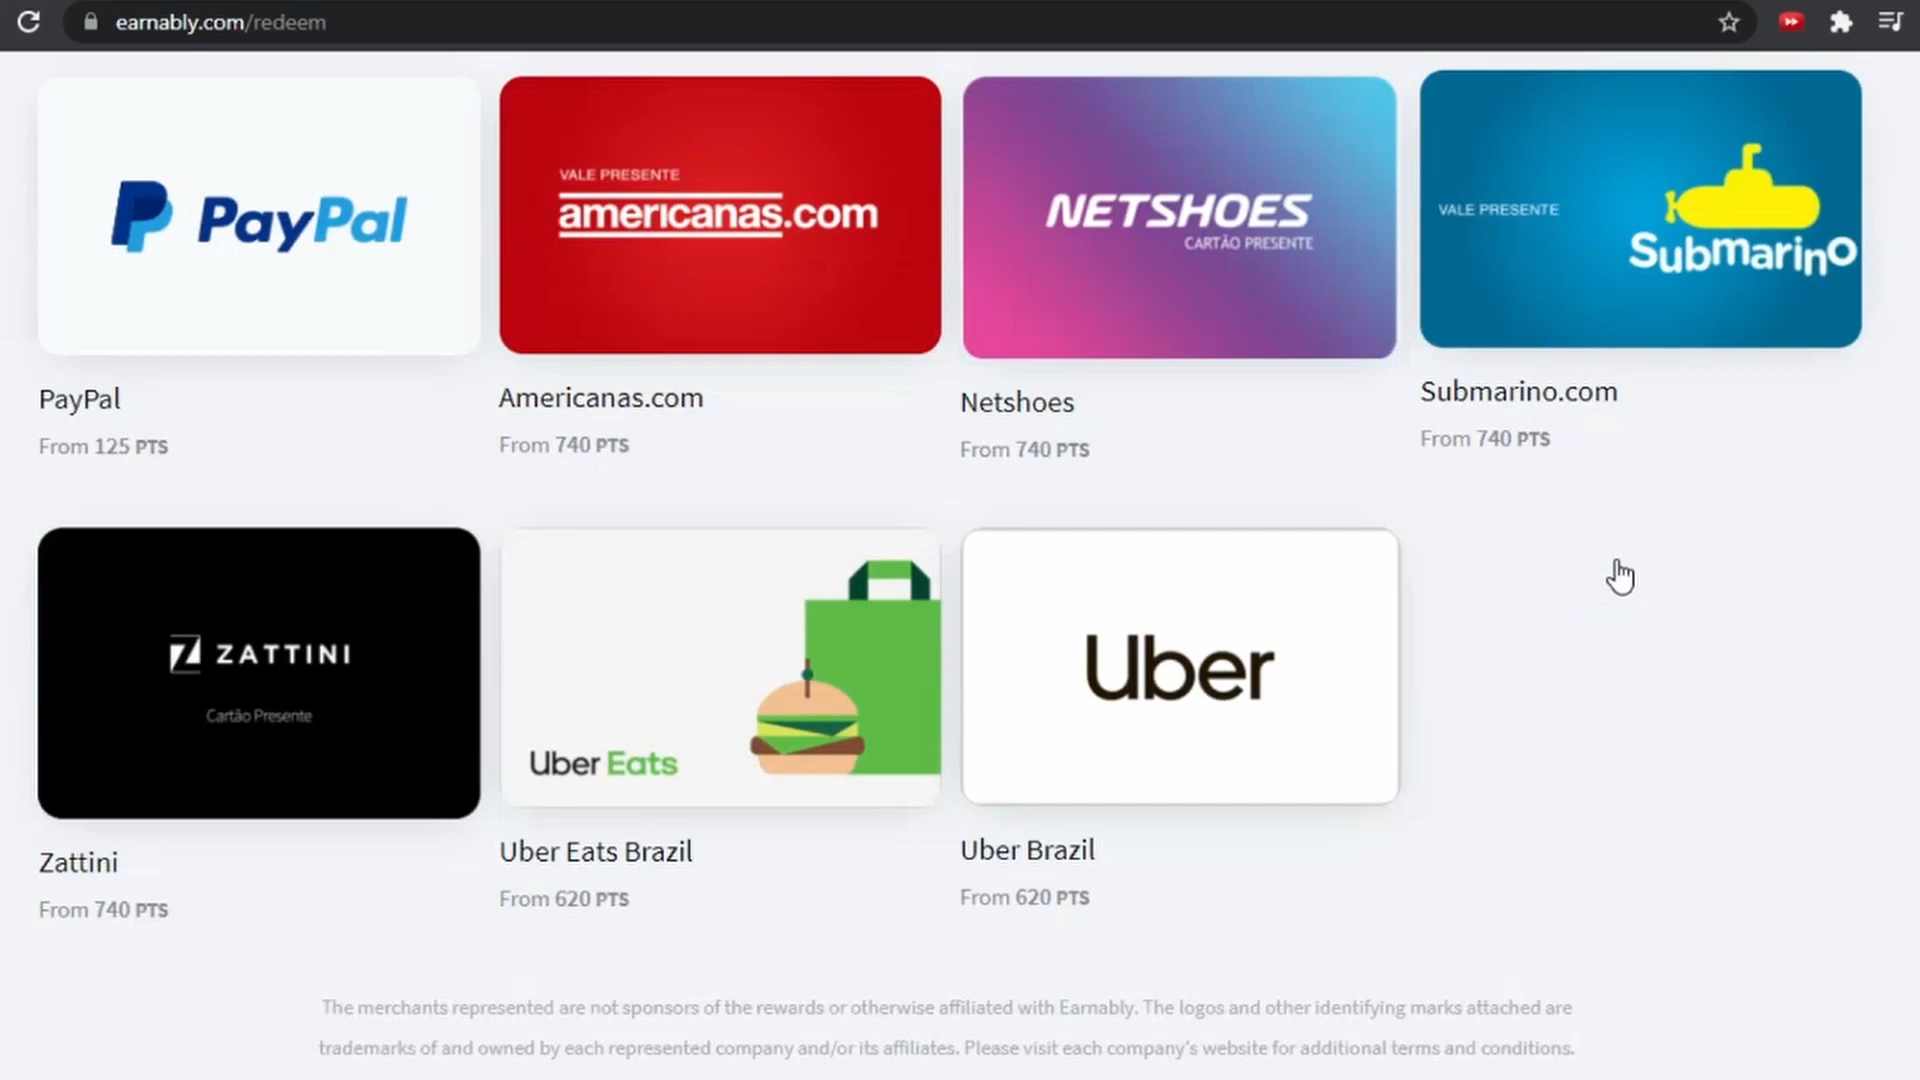 earnably.com/redeem
PayPal
VALE PRESENTE
americanas.com
NETSHOES
CARTÃO PRESENTE
VALE PRESENTE
Submarino
PayPal
From 125 PTS
Americanas.com
From 740 PTS
Netshoes
From 740 PTS
Submarino.com
From 740 PTS
ZATTINI
Cartão Presente
Uber Eats
Uber
Zattini
From 740 PTS
Uber Eats Brazil
From 620 PTS
Uber Brazil
From 620 PTS
The merchants represented are not sponsors of the rewards or otherwise affiliated with Earnably. The logos and other identifying marks attached are
trademarks of and owned by each represented company and/or its affiliates. Please visit each company's website for additional terms and conditions.